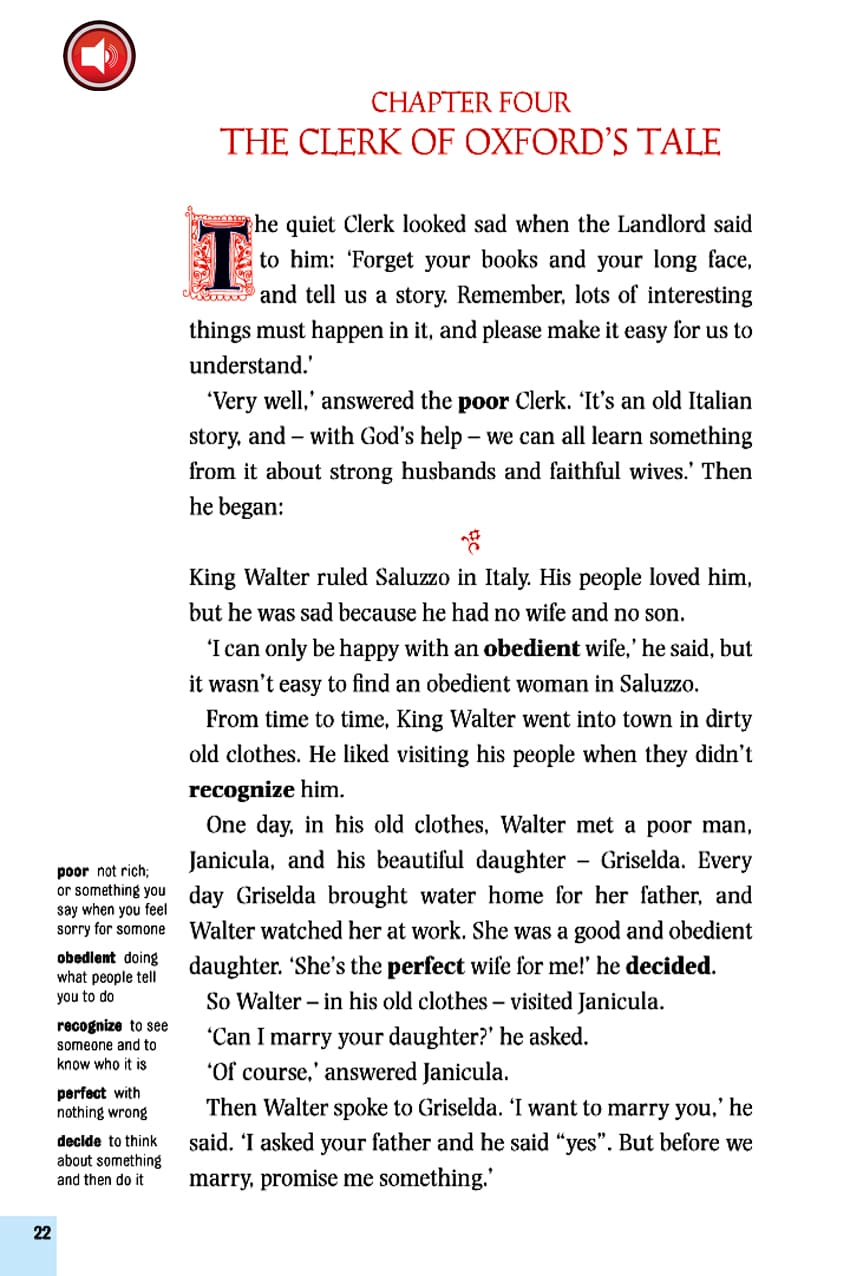 CHAPTER FOUR
THE CLERK OF OXFORD'S TALE
The quiet Clerk looked sad when the Landlord said
to him: ‘Forget your books and your long face,
and tell us a story. Remember, lots of interesting
things must happen in it, and please make it easy for us to
understand.’
‘Very well,’ answered the poor Clerk. ‘It’s an old Italian
story, and – with God’s help – we can all learn something
from it about strong husbands and faithful wives.’ Then
he began:
King Walter ruled Saluzzo in Italy. His people loved him,
but he was sad because he had no wife and no son.
‘I can only be happy with an obedient wife,’ he said, but
it wasn’t easy to find an obedient woman in Saluzzo.
From time to time, King Walter went into town in dirty
old clothes. He liked visiting his people when they didn’t
recognize him.
One day, in his old clothes, Walter met a poor man,
Janicula, and his beautiful daughter – Griselda. Every
day Griselda brought water home for her father, and
Walter watched her at work. She was a good and obedient
daughter. ‘She’s the perfect wife for me!’ he decided.
So Walter – in his old clothes – visited Janicula.
‘Can I marry your daughter?’ he asked.
‘Of course,’ answered Janicula.
Then Walter spoke to Griselda. ‘I want to marry you,’ he
said. ‘I asked your father and he said “yes”. But before we
marry, promise me something.’
poor not rich;
or something you
say when you feel
sorry for somone
obedient doing
what people tell
you to do
recognize to see
someone and to
know who it is
perfect with
nothing wrong
decide to think
about something
and then do it
22